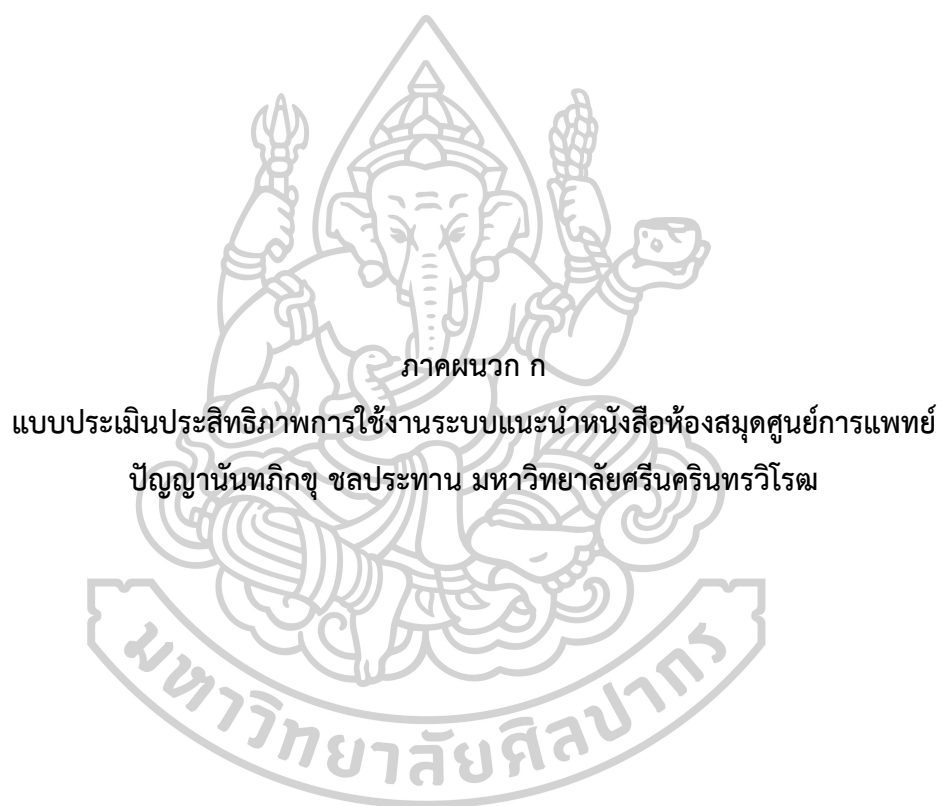 ภาคผนวก ก
แบบประเมินประสิทธิภาพการใช้งานระบบแนะนำหนังสือห้องสมุดศูนย์การแพทย์
ปัญญานันทภิกขุ ชลประทาน มหาวิทยาลัยศรีนครินทรวิโรฒ
มหาวิทยาลัยศิลปากร